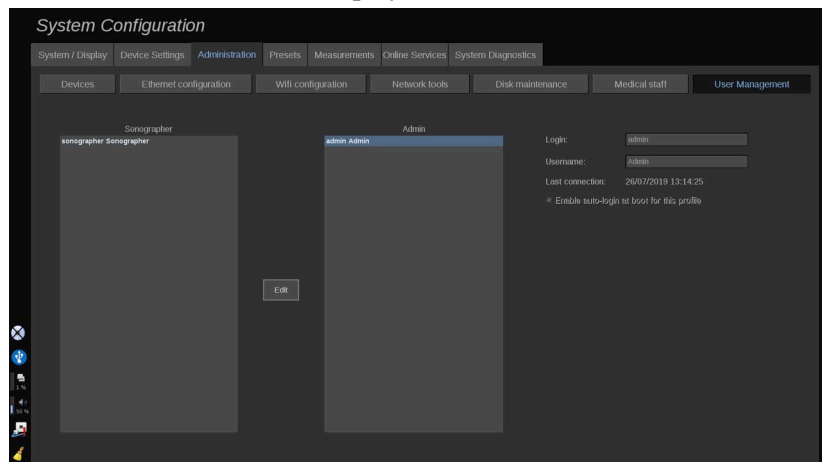 System Configuration
System / Display Device Settings Administration Presets Measurements Online Services System Diagnostics
Devices Ethernet configuration Wifi configuration Network tools Disk maintenance Medical staff User Management
Sonographer Admin
sonographer Sonographer admin Admin
Login: admin
Username: Admin
Last connection: 26/07/2019 13:14:25
Enable auto-login at boot for this profile
Edit
1 %
50 %